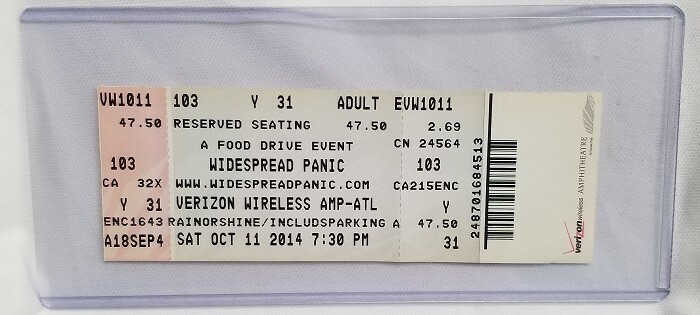 VW1011 103 Y 31 ADULT EVW1011
47.50 RESERVED SEATING 47.50 2.69
A FOOD DRIVE EVENT CN 24564
103 WIDESPREAD PANIC 103
CA 32X WWW.WIDESPREADPANIC.COM CA215ENC
Y 31 VERIZON WIRELESS AMP-ATL Y
ENC1643 RAINORSHINE/INCLUDSPARKING A 47.50
A18SEP4 SAT OCT 11 2014 7:30 PM 31
248701684513
verizon wireless AMPHITHEATRE